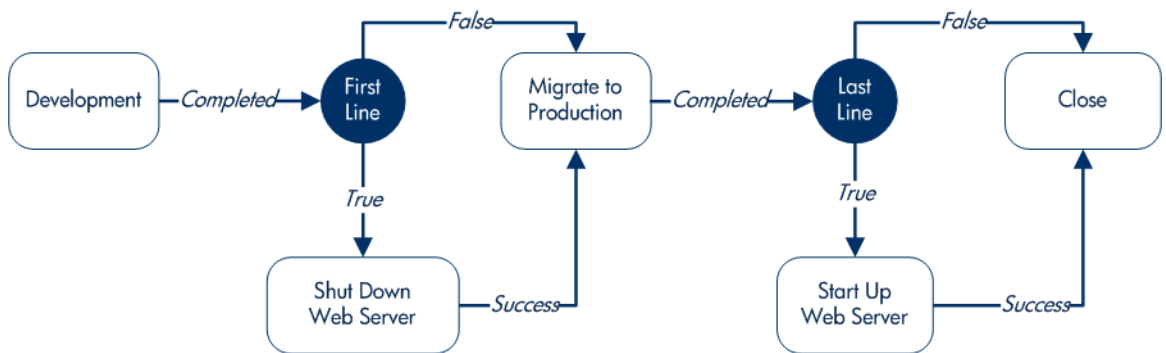 False
False
Development
Completed
First
Line
Migrate to
Production
Completed
Last
Line
Close
True
True
Shut Down
Web Server
Success
Start Up
Web Server
Success